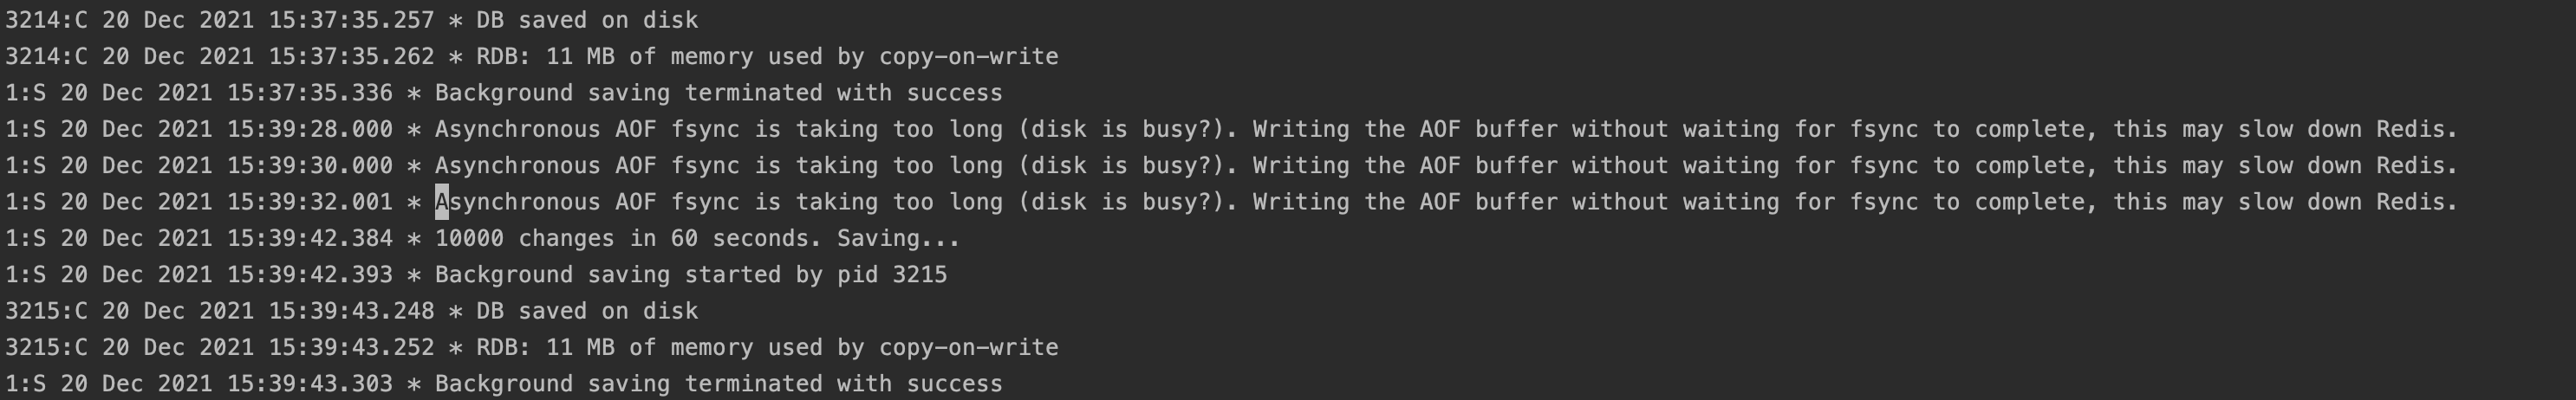 3214:C 20 Dec 2021 15:37:35.257 * DB saved on disk
3214:C 20 Dec 2021 15:37:35.262 * RDB: 11 MB of memory used by copy-on-write
1:S 20 Dec 2021 15:37:35.336 * Background saving terminated with success
1:S 20 Dec 2021 15:39:28.000 * Asynchronous AOF fsync is taking too long (disk is busy?). Writing the AOF buffer without waiting for fsync to complete, this may slow down Redis.
1:S 20 Dec 2021 15:39:30.000 * Asynchronous AOF fsync is taking too long (disk is busy?). Writing the AOF buffer without waiting for fsync to complete, this may slow down Redis.
1:S 20 Dec 2021 15:39:32.001 * Asynchronous AOF fsync is taking too long (disk is busy?). Writing the AOF buffer without waiting for fsync to complete, this may slow down Redis.
1:S 20 Dec 2021 15:39:42.384 * 10000 changes in 60 seconds. Saving...
1:S 20 Dec 2021 15:39:42.393 * Background saving started by pid 3215
3215:C 20 Dec 2021 15:39:43.248 * DB saved on disk
3215:C 20 Dec 2021 15:39:43.252 * RDB: 11 MB of memory used by copy-on-write
1:S 20 Dec 2021 15:39:43.303 * Background saving terminated with success